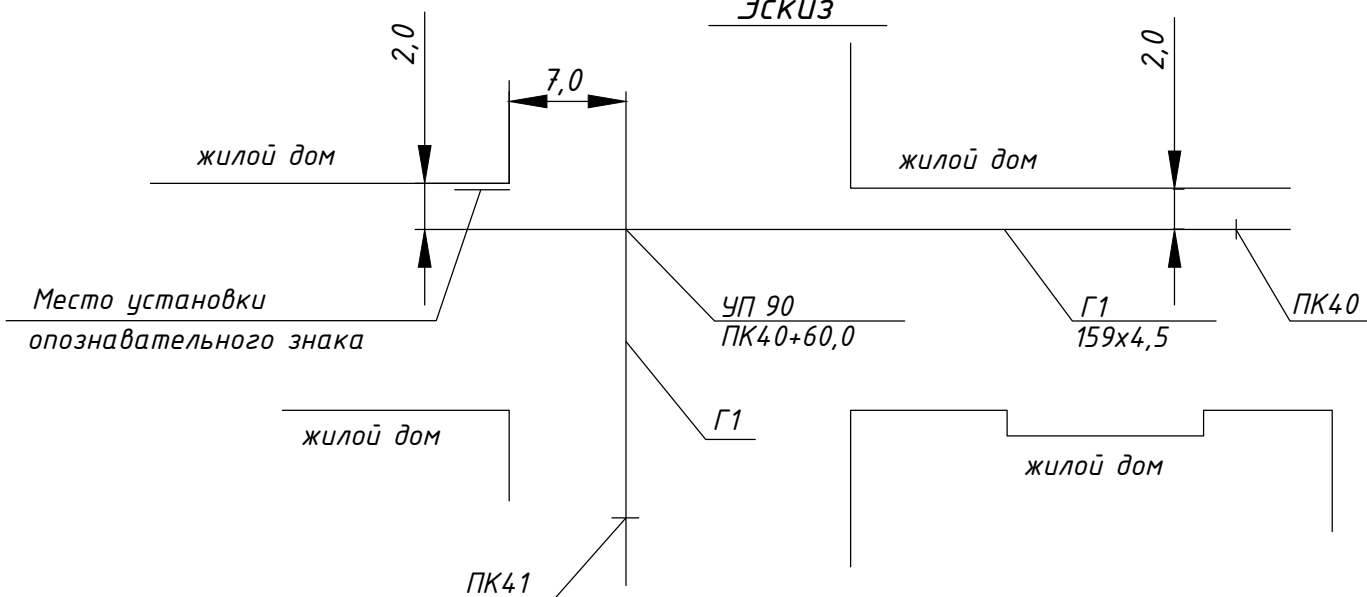 Эскиз
2,0
7,0
2,0
жилой дом
жилой дом
Место установки
опознавательного знака
УП 90
ПК40+60,0
Г1
159х4,5
ПК40
Г1
жилой дом
жилой дом
ПК41